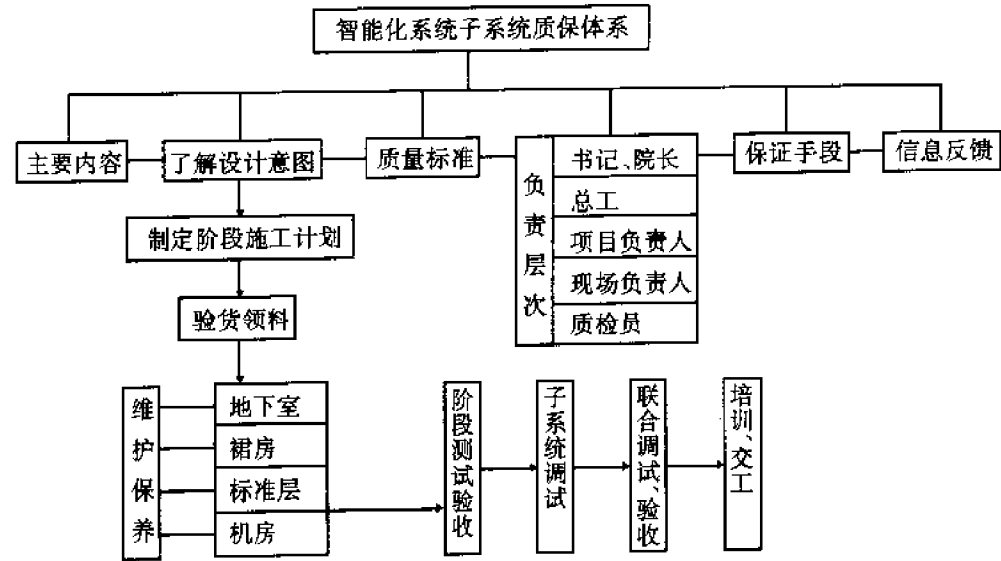 智能化系统子系统质保体系
主要内容
了解设计意图
质量标准
负责层次
书记、院长
总工
项目负责人
现场负责人
质检员
保证手段
信息反馈
制定阶段施工计划
验货领料
维护保养
地下室
裙房
标准层
机房
阶段测试验收
子系统调试
联合调试、验收
培训、交工